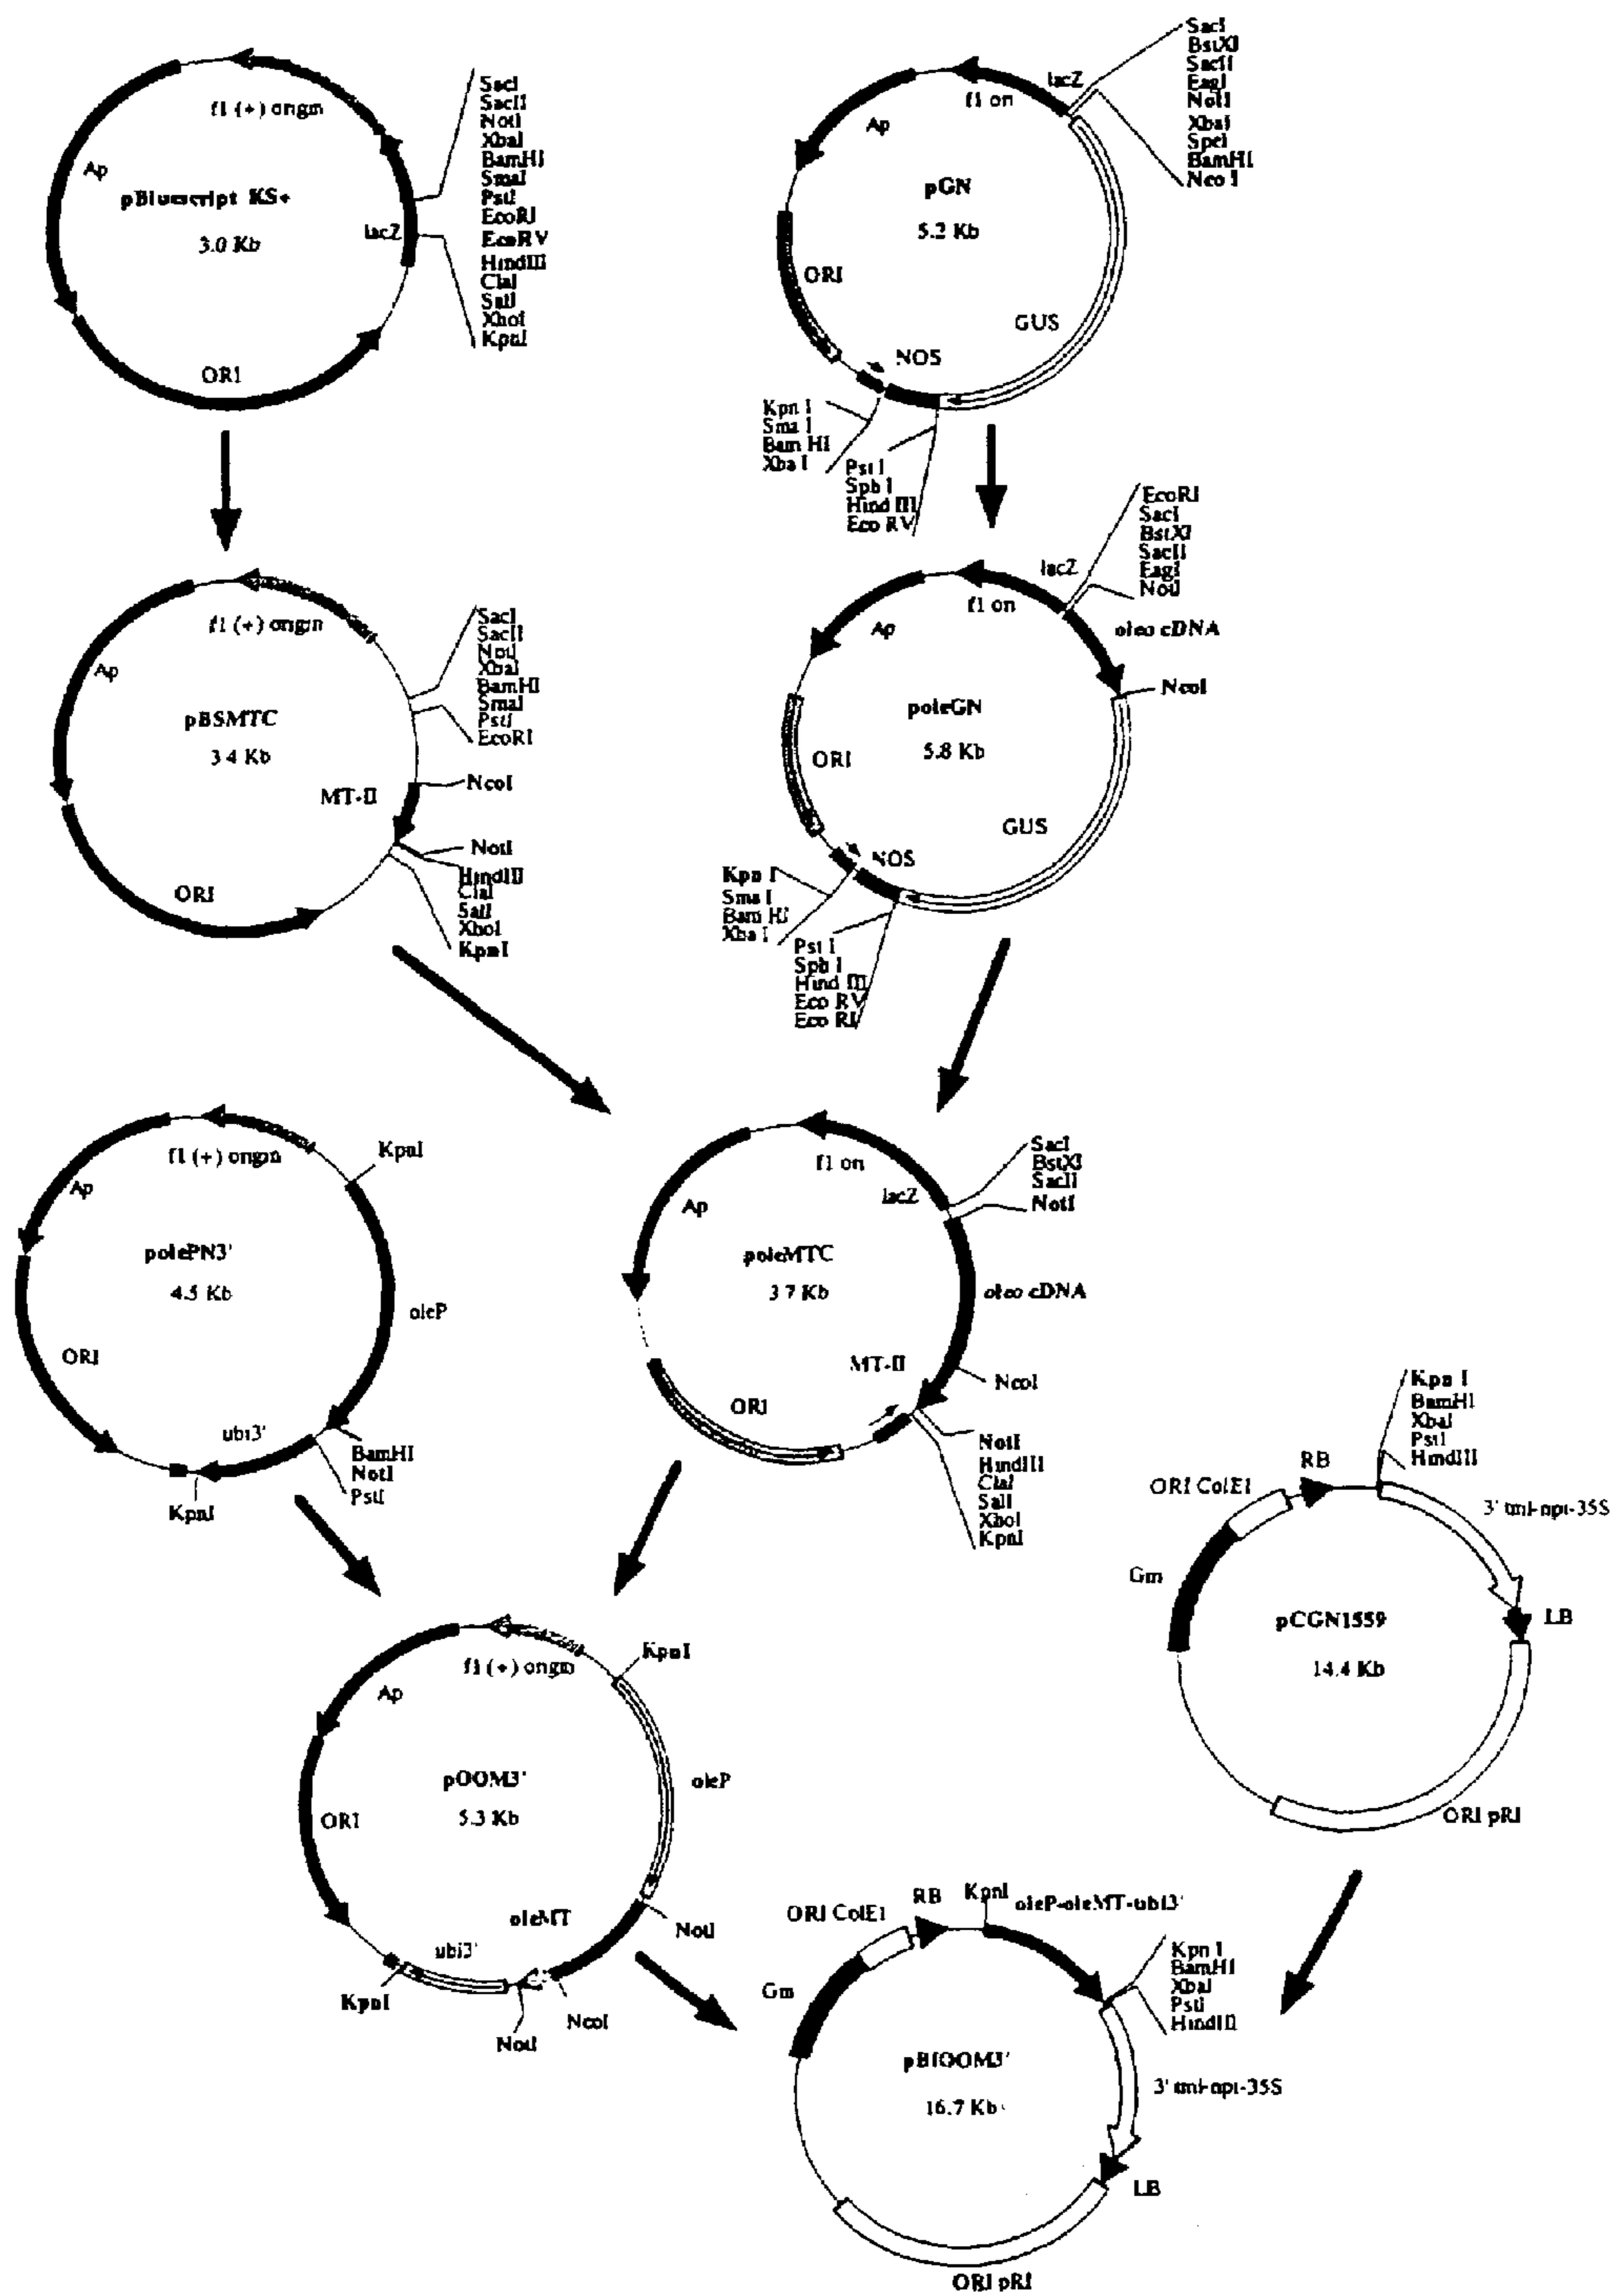 f1 (+) origin
Ap
pBluescript KS+
3.0 Kb
lacZ
ORI
SacI
SacII
NotI
XbaI
BamHI
SmaI
PstI
EcoRI
EcoRV
HindIII
ClaI
SalI
XhoI
KpnI
lacZ
f1 ori
Ap
pGN
5.2 Kb
ORI
GUS
NOS
SacI
BstXI
SacII
EagI
NotI
XbaI
SpeI
BamHI
Nco I
Kpn I
Sma I
Bam HI
Xba I
Pst I
Sph I
Hind III
Eco RV
f1 (+) origin
Ap
pBSMTC
3.4 Kb
MT-II
ORI
SacI
SacII
NotI
XbaI
BamHI
SmaI
PstI
EcoRI
NcoI
NotI
HindIII
ClaI
SalI
XhoI
KpnI
lacZ
f1 ori
Ap
poleGN
5.8 Kb
ORI
GUS
NOS
EcoRI
SacI
BstXI
SacII
EagI
NotI
oleo cDNA
NcoI
Kpn I
Sma I
Bam HI
Xba I
Pst I
Sph I
Hind III
Eco RV
Eco RI
f1 (+) origin
KpnI
Ap
polePN3'
4.5 Kb
oleP
ORI
ubi3'
BamHI
NotI
PstI
KpnI
f1 ori
lacZ
Ap
poleMTC
3.7 Kb
SacI
BstXI
SacII
NotI
oleo cDNA
MT-II
NcoI
ORI
NotI
HindIII
ClaI
SalI
XhoI
KpnI
Kpn I
BamHI
XbaI
PstI
HindIII
RB
ORI ColE1
3' tml-npt-35S
Gm
pCGN1559
14.4 Kb
LB
ORI pRI
f1 (+) origin
KpnI
Ap
pOOM3'
5.3 Kb
oleP
ORI
oleMT
NotI
ubi3'
KpnI
NcoI
NotI
RB
KpnI
oleP-oleMT-ubi3'
ORI ColE1
Gm
Kpn I
BamHI
XbaI
PstI
HindIII
pBIOOM3'
16.7 Kb
3' tml-npt-35S
LB
ORI pRI